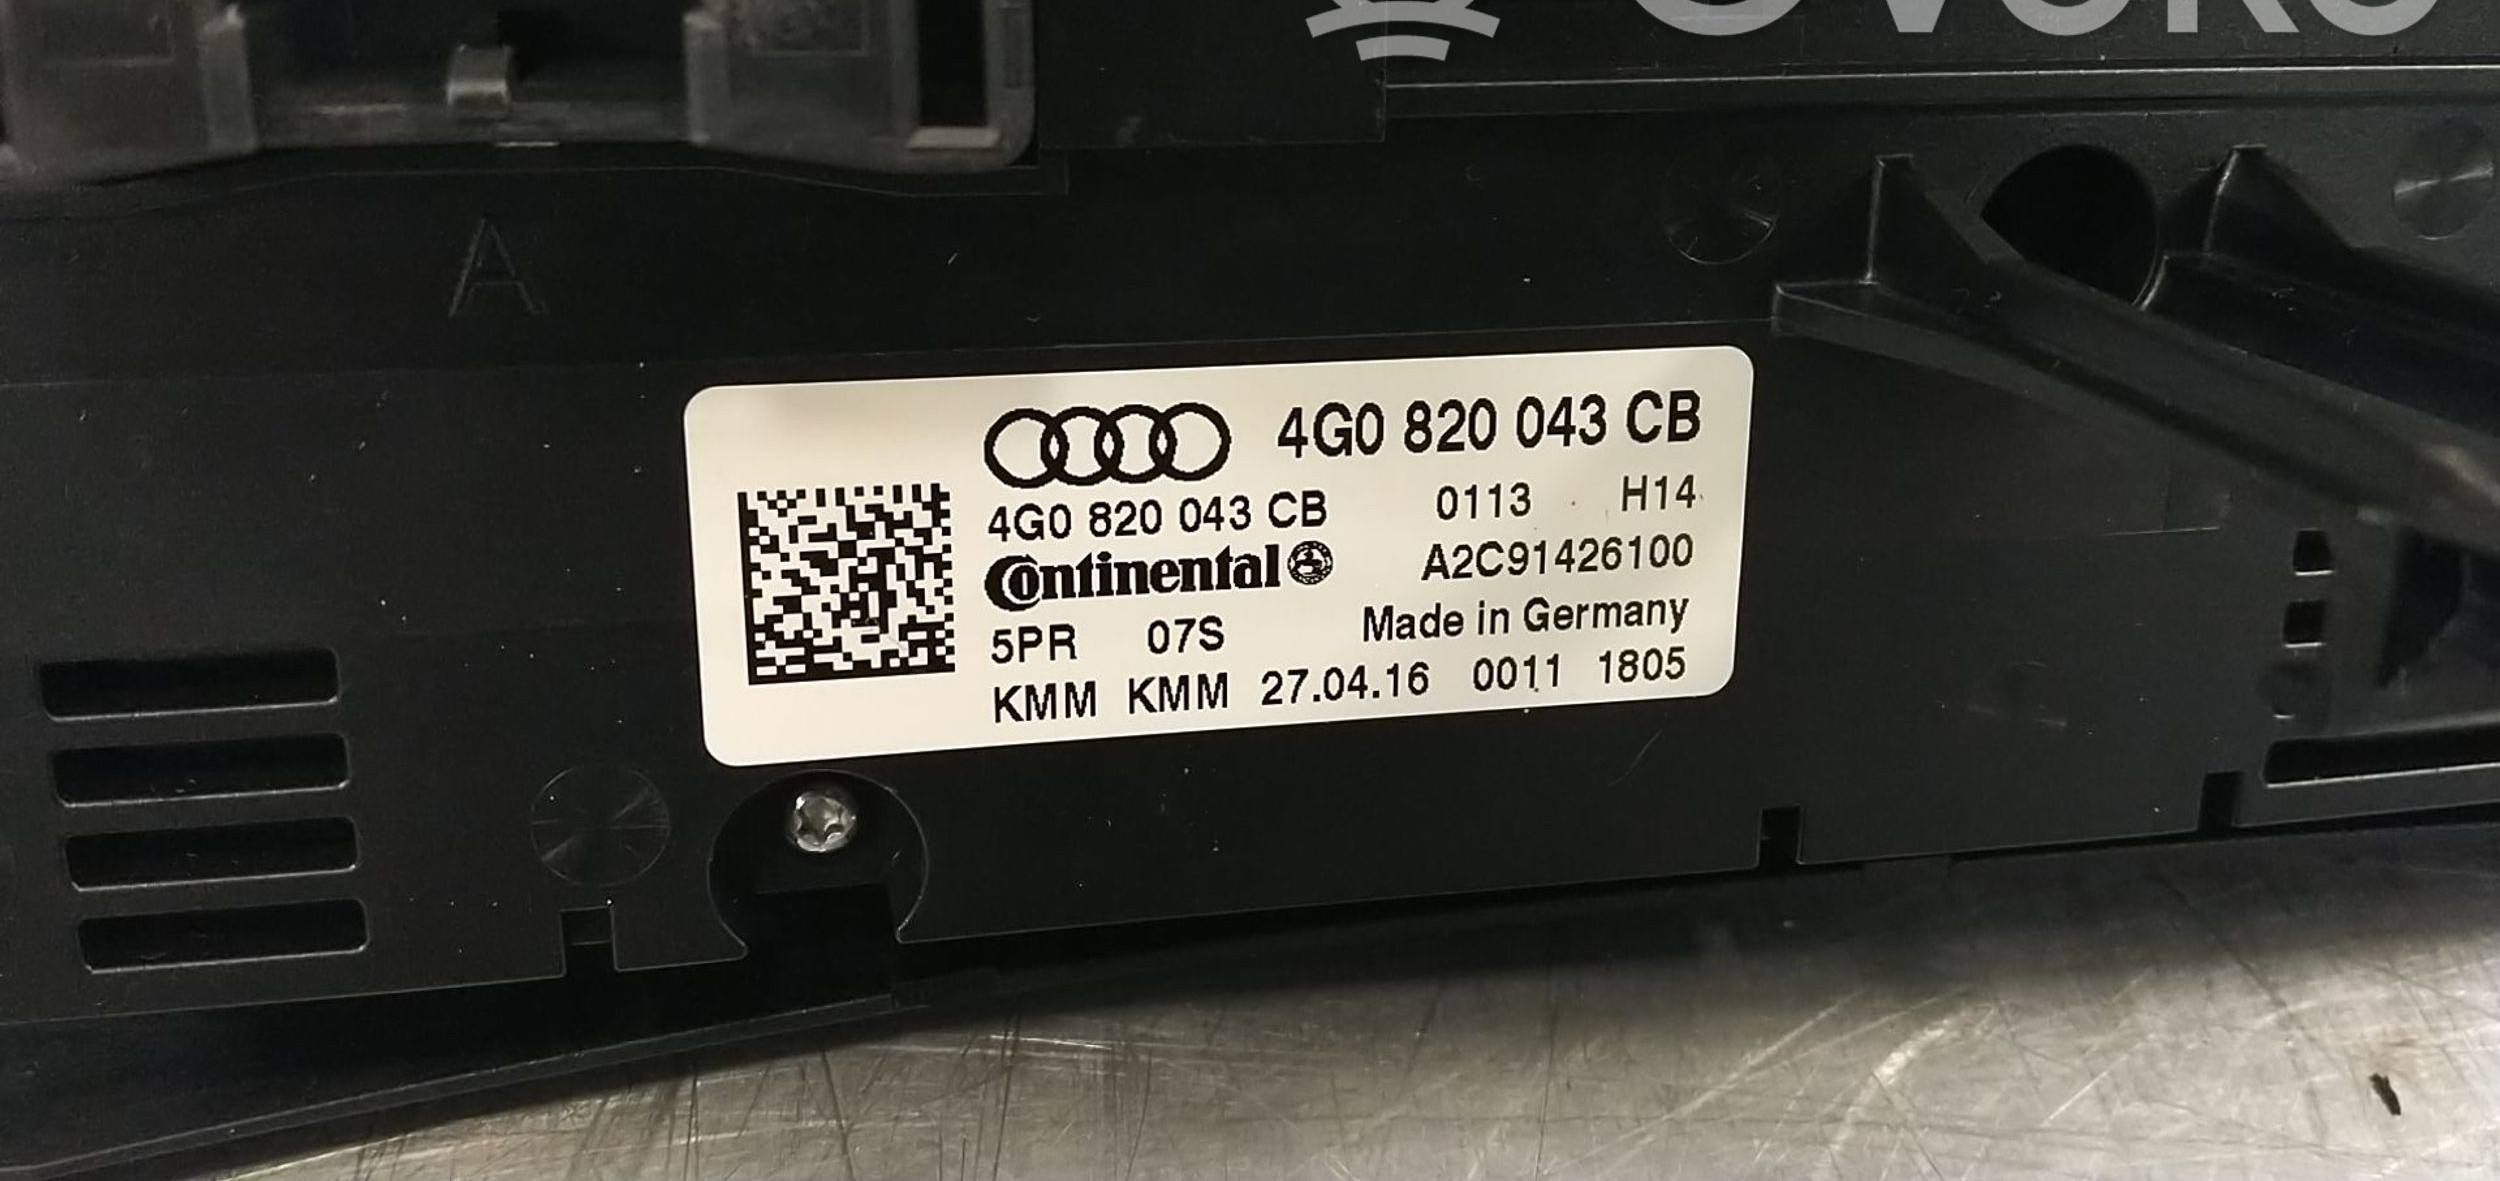 A
4G0 820 043 CB
4G0 820 043 CB 0113 H14
Continental A2C91426100
5PR 07S Made in Germany
KMM KMM 27.04.16 0011 1805